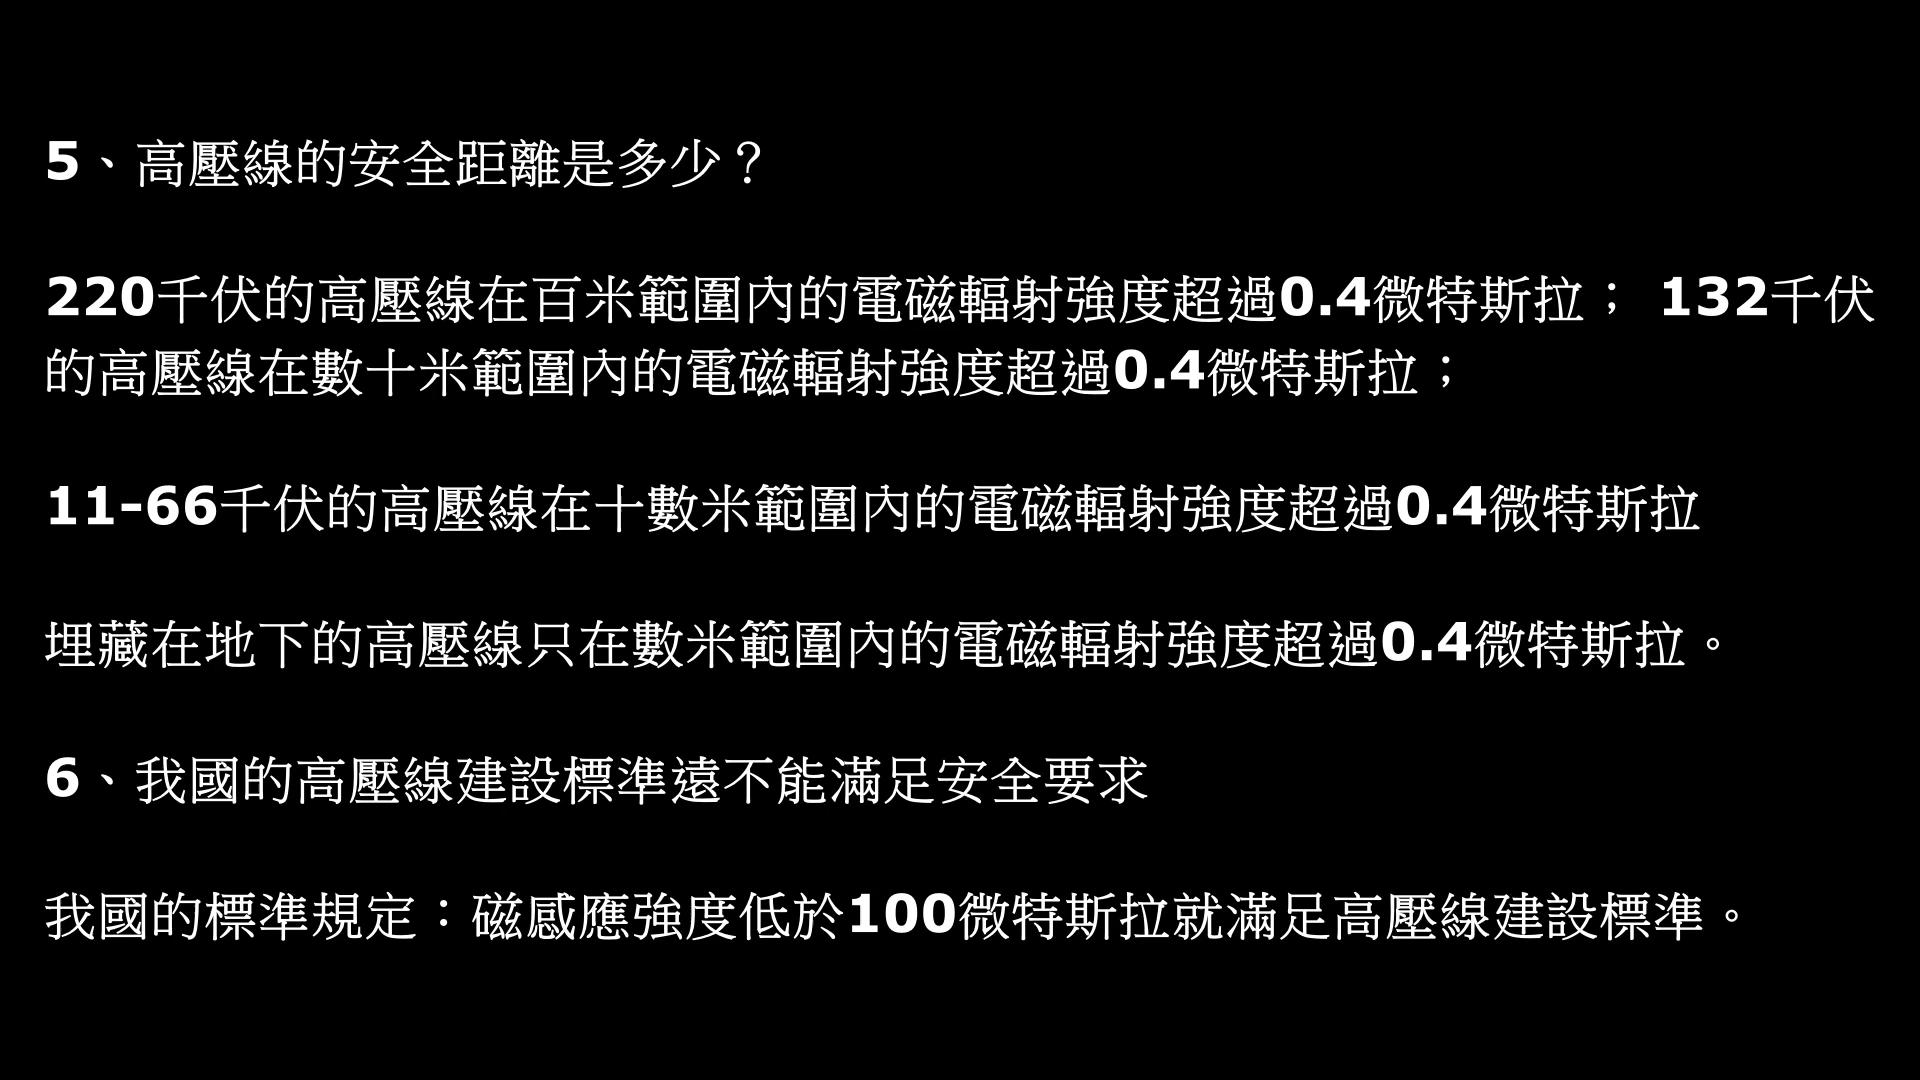 5、高壓線的安全距離是多少？
220千伏的高壓線在百米範圍內的電磁輻射強度超過0.4微特斯拉； 132千伏
的高壓線在數十米範圍內的電磁輻射強度超過0.4微特斯拉；
11-66千伏的高壓線在十數米範圍內的電磁輻射強度超過0.4微特斯拉
埋藏在地下的高壓線只在數米範圍內的電磁輻射強度超過0.4微特斯拉。
6、我國的高壓線建設標準遠不能滿足安全要求
我國的標準規定：磁感應強度低於100微特斯拉就滿足高壓線建設標準。